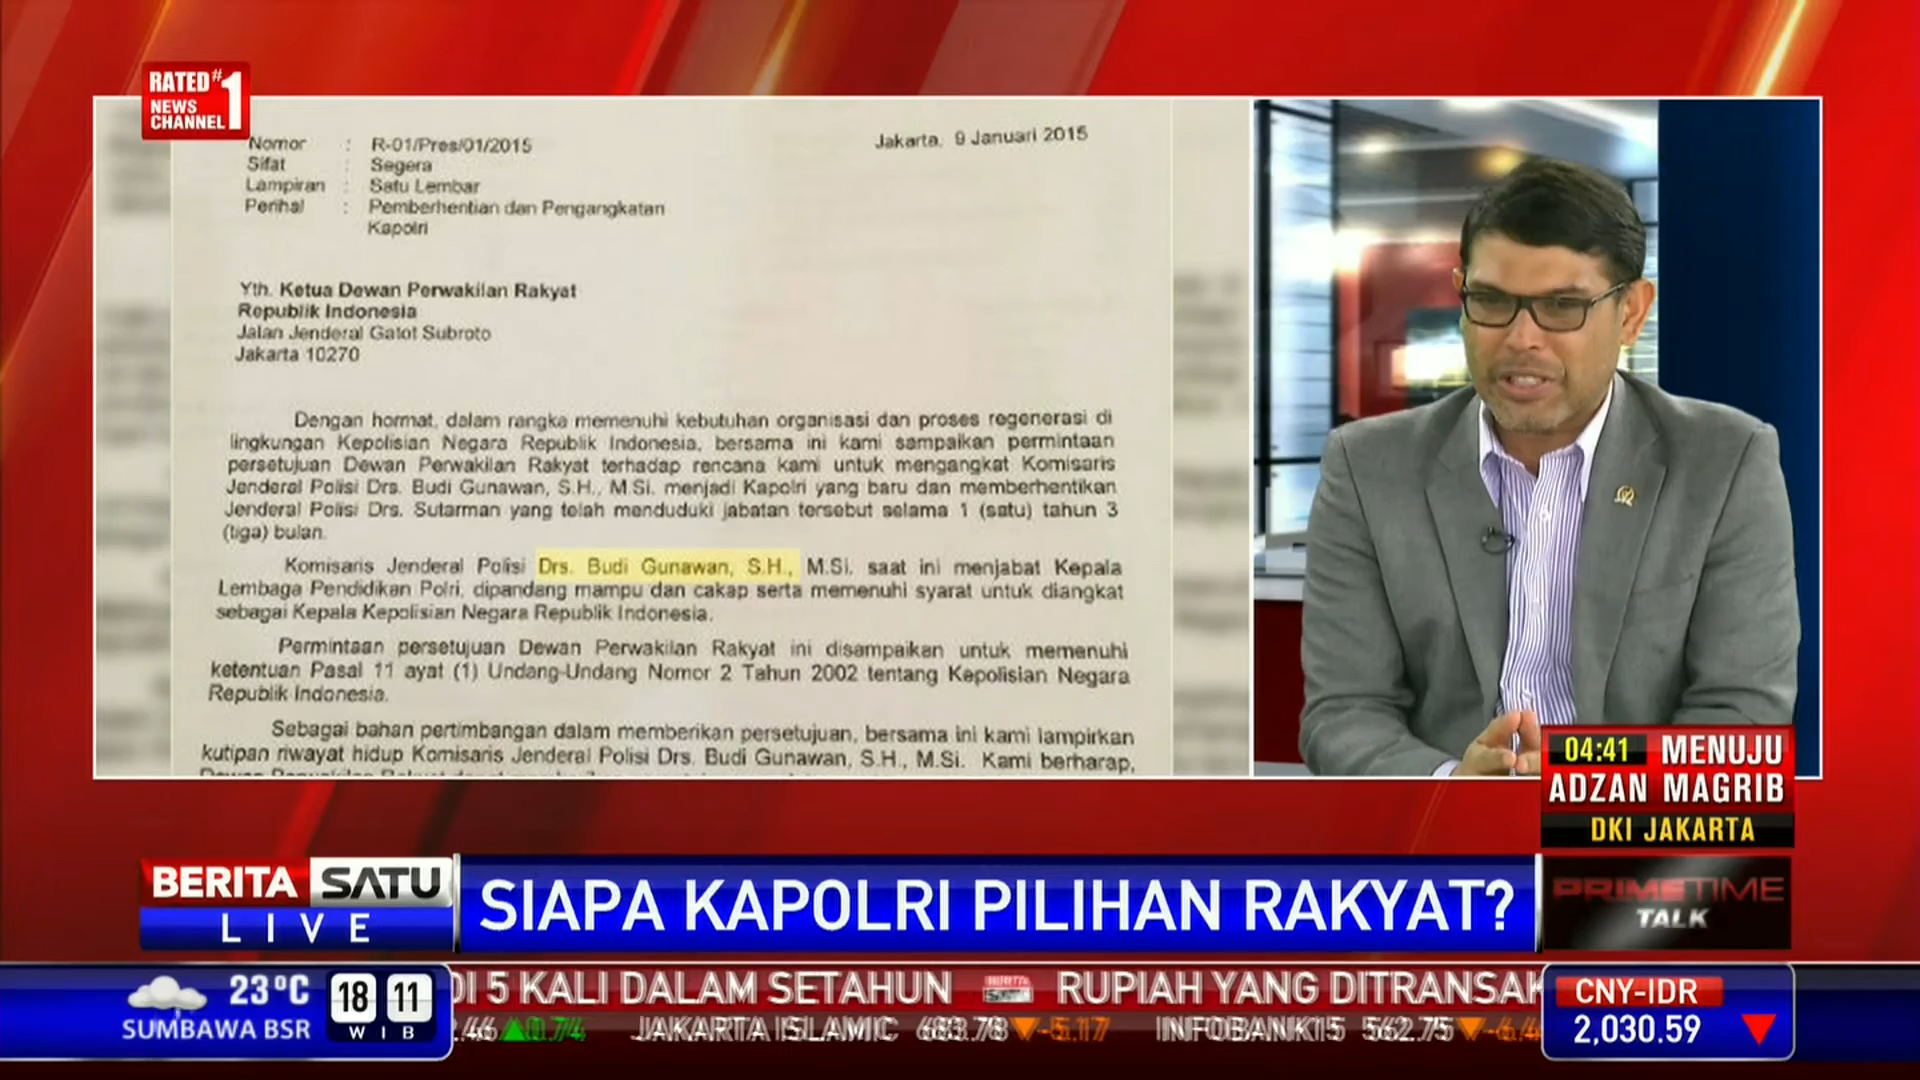 RATED #1
NEWS
CHANNEL
Nomor : R-01/Pres/01/2015
Jakarta, 9 Januari 2015
Sifat : Segera
Lampiran : Satu Lembar
Perihal : Pemberhentian dan Pengangkatan
Kapolri
Yth. Ketua Dewan Perwakilan Rakyat
Republik Indonesia
Jalan Jenderal Gatot Subroto
Jakarta 10270
Dengan hormat, dalam rangka memenuhi kebutuhan organisasi dan proses regenerasi di
lingkungan Kepolisian Negara Republik Indonesia, bersama ini kami sampaikan permintaan
persetujuan Dewan Perwakilan Rakyat terhadap rencana kami untuk mengangkat Komisaris
Jenderal Polisi Drs. Budi Gunawan, S.H., M.Si. menjadi Kapolri yang baru dan memberhentikan
Jenderal Polisi Drs. Sutarman yang telah menduduki jabatan tersebut selama 1 (satu) tahun 3
(tiga) bulan.
Komisaris Jenderal Polisi Drs. Budi Gunawan, S.H., M.Si. saat ini menjabat Kepala
Lembaga Pendidikan Polri, dipandang mampu dan cakap serta memenuhi syarat untuk diangkat
sebagai Kepala Kepolisian Negara Republik Indonesia.
Permintaan persetujuan Dewan Perwakilan Rakyat ini disampaikan untuk memenuhi
ketentuan Pasal 11 ayat (1) Undang-Undang Nomor 2 Tahun 2002 tentang Kepolisian Negara
Republik Indonesia.
Sebagai bahan pertimbangan dalam memberikan persetujuan, bersama ini kami lampirkan
kutipan riwayat hidup Komisaris Jenderal Polisi Drs. Budi Gunawan, S.H., M.Si. Kami berharap,
04:41 MENUJU
ADZAN MAGRIB
DKI JAKARTA
BERITA SATU
LIVE
SIAPA KAPOLRI PILIHAN RAKYAT?
PRIMETIME
TALK
23°C
SUMBAWA BSR
18 11
WIB
DI 5 KALI DALAM SETAHUN BERITA SATU RUPIAH YANG DITRANSAK
.46 ▲0.74 JAKARTA ISLAMIC 683.78 ▼-5.17 INFOBANK15 562.75 ▼-6.4
CNY-IDR
2,030.59 ▼